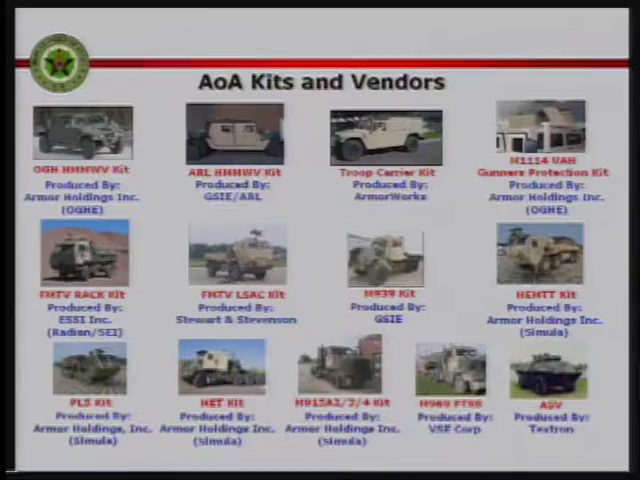 AoA Kits and Vendors
OGH HMMWV Kit
Produced By:
Armor Holdings Inc.
(OGHE)
ARL HMMWV Kit
Produced By:
GSIE/ARL
Troop Carrier Kit
Produced By:
ArmorWorks
M1114 UAH
Gunners Protection Kit
Produced By:
Armor Holdings Inc.
(OGHE)
FMTV RACK Kit
Produced By:
ESSI Inc.
(Radian/SEI)
FMTV LSAC Kit
Produced By:
Stewart & Stevenson
M939 Kit
Produced By:
GSIE
HEMTT Kit
Produced By:
Armor Holdings Inc.
(Simula)
PLS Kit
Produced By:
Armor Holdings, Inc.
(Simula)
HET Kit
Produced By:
Armor Holdings Inc.
(Simula)
M915A2/3/4 Kit
Produced By:
Armor Holdings Inc.
(Simula)
M969 FTSS
Produced By:
VSE Corp
ASV
Produced By:
Textron